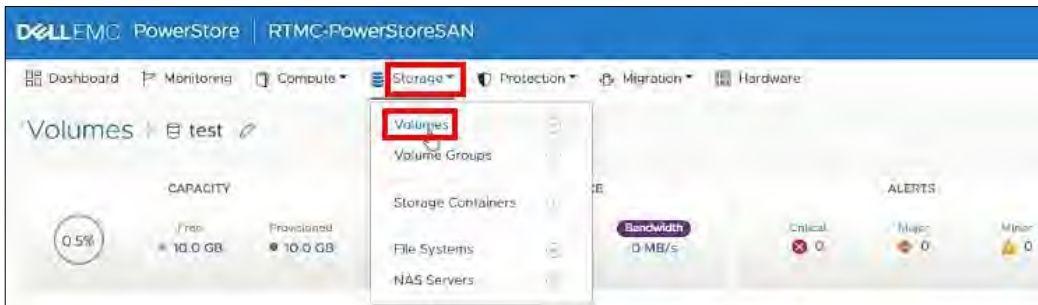 DELLEMC PowerStore RTMC-PowerStoreSAN
Dashboard Monitoring Compute Storage Protection Migration Hardware
Volumes test
Volumes
Volume Groups
Storage Containers
File Systems
NAS Servers
CAPACITY
ALERTS
0.5%
Free
10.0 GB
Provisioned
10.0 GB
Bandwidth
0 MB/s
Critical
0
Major
0
Minor
0